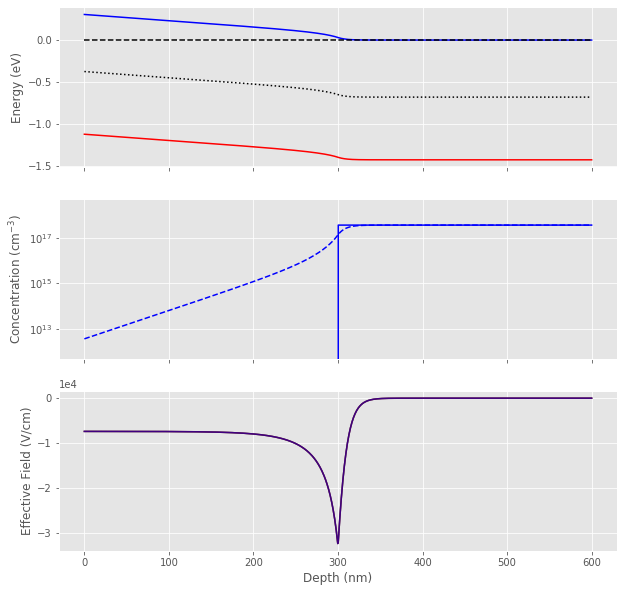 0.0
−0.5
−1.0
−1.5
Energy (eV)
10^17
10^15
10^13
Concentration (cm^−3)
1e4
0
−1
−2
−3
Effective Field (V/cm)
0 100 200 300 400 500 600
Depth (nm)